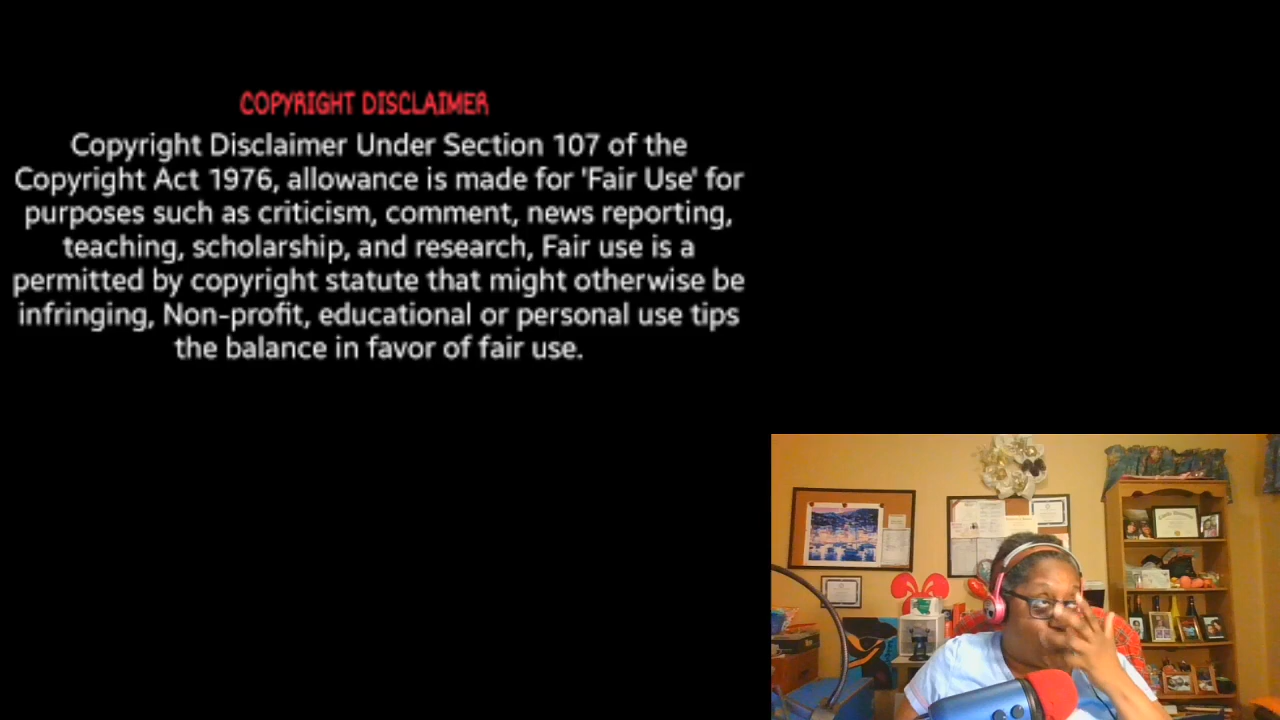 COPYRIGHT DISCLAIMER
Copyright Disclaimer Under Section 107 of the
Copyright Act 1976, allowance is made for 'Fair Use' for
purposes such as criticism, comment, news reporting,
teaching, scholarship, and research, Fair use is a
permitted by copyright statute that might otherwise be
infringing, Non-profit, educational or personal use tips
the balance in favor of fair use.